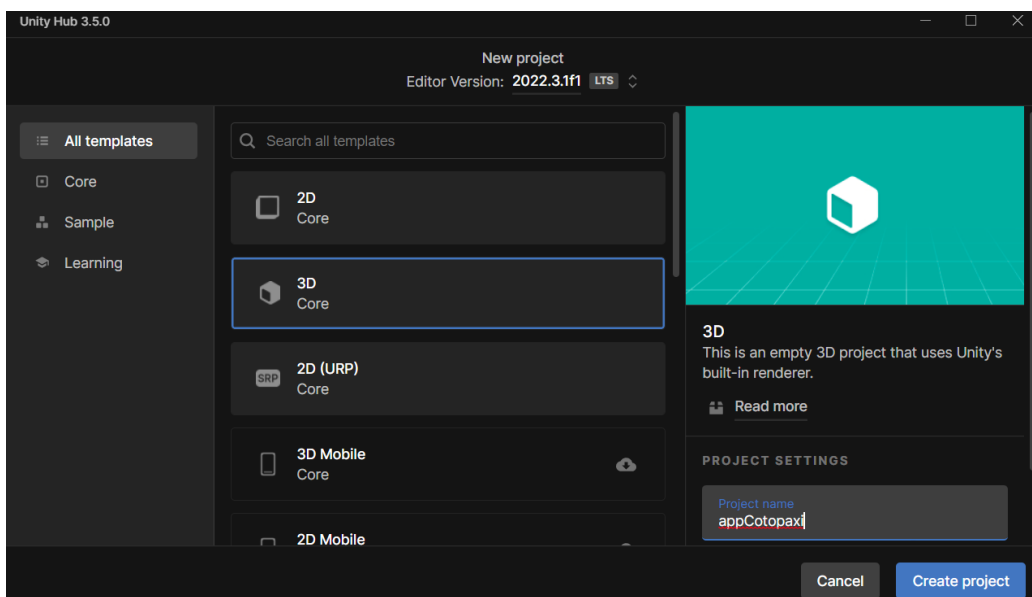 Unity Hub 3.5.0
New project
Editor Version: 2022.3.1f1 LTS
All templates
Core
Sample
Learning
Search all templates
2D
Core
3D
Core
SRP
2D (URP)
Core
3D Mobile
Core
2D Mobile
3D
This is an empty 3D project that uses Unity's
built-in renderer.
Read more
PROJECT SETTINGS
Project name
appCotopaxi
Cancel
Create project